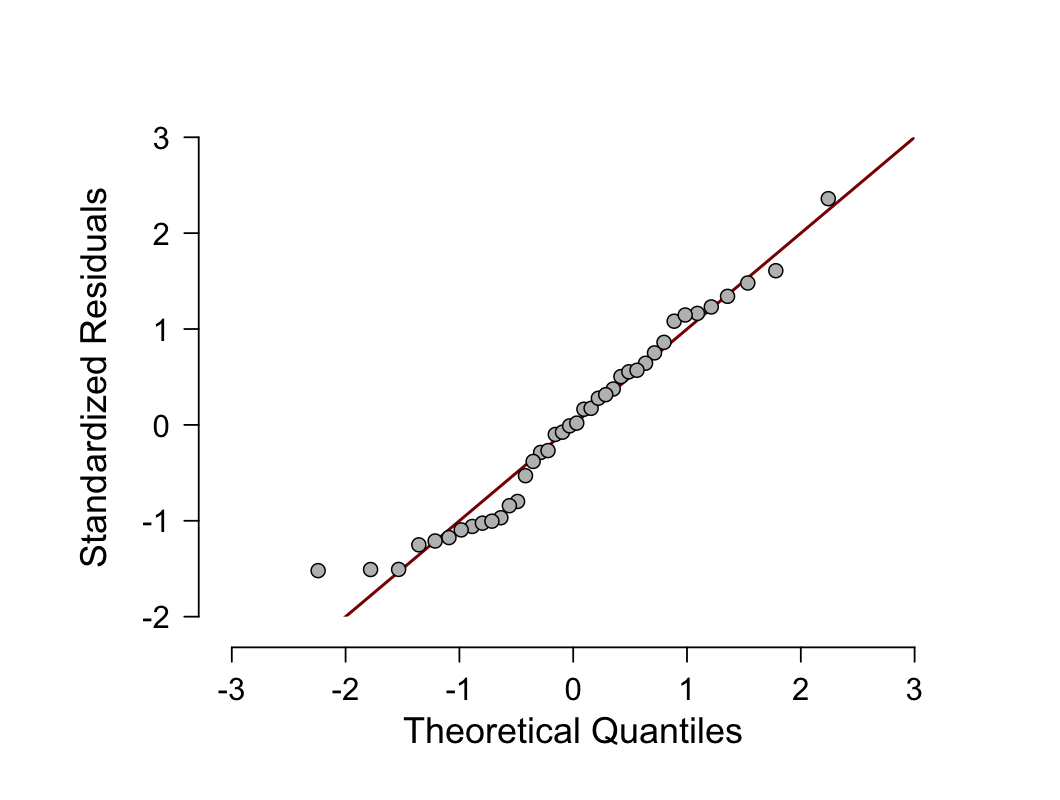 3
2
1
0
-1
-2
Standardized Residuals
-3 -2 -1 0 1 2 3
Theoretical Quantiles